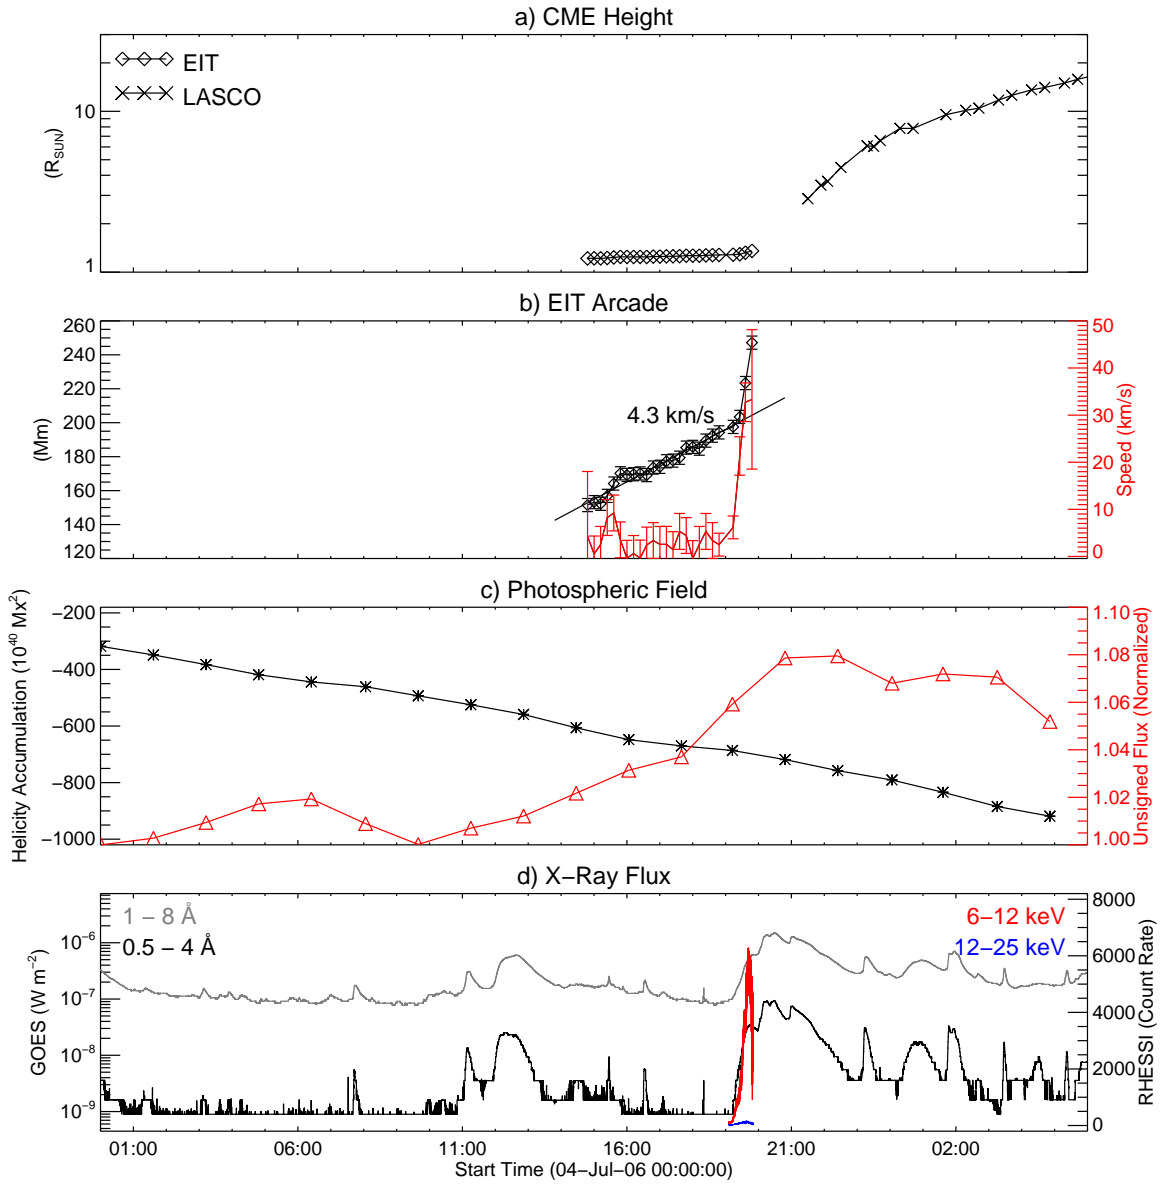 a) CME Height
EIT
LASCO
10
1
(R_SUN)
b) EIT Arcade
260
240
220
200
180
160
140
120
(Mm)
4.3 km/s
50
40
30
20
10
0
Speed (km/s)
c) Photospheric Field
−200
−400
−600
−800
−1000
Helicity Accumulation (10^40 Mx^2)
1.10
1.08
1.06
1.04
1.02
1.00
Unsigned Flux (Normalized)
d) X−Ray Flux
1 − 8 Å
0.5 − 4 Å
6−12 keV
12−25 keV
10^−6
10^−7
10^−8
10^−9
GOES (W m^−2)
8000
6000
4000
2000
0
RHESSI (Count Rate)
01:00 06:00 11:00 16:00 21:00 02:00
Start Time (04−Jul−06 00:00:00)